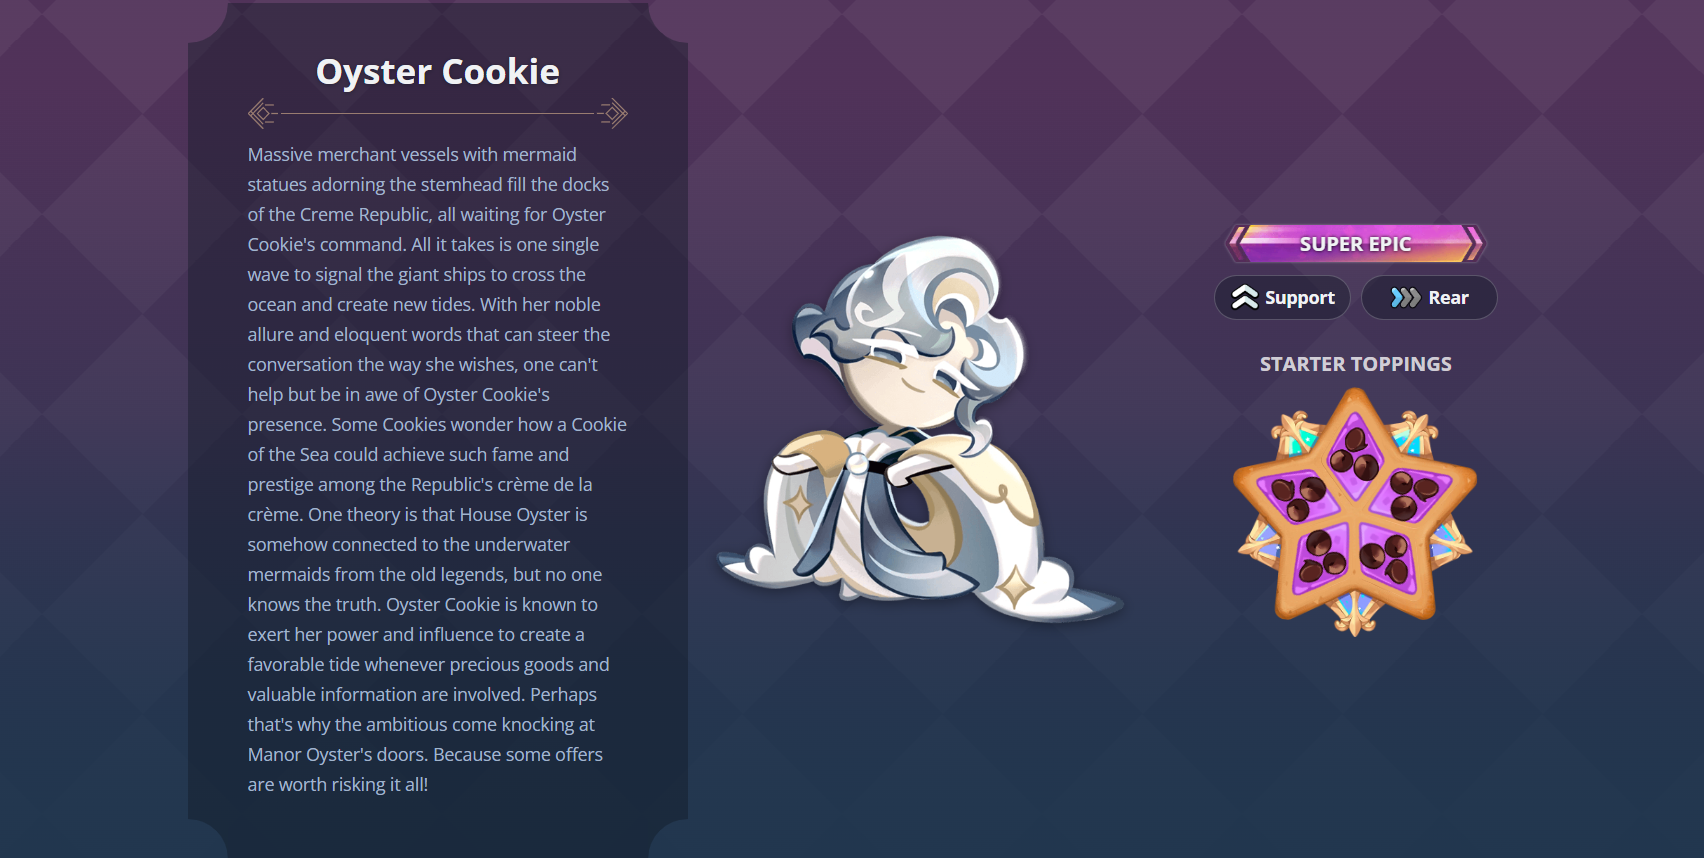 Oyster Cookie
Massive merchant vessels with mermaid
statues adorning the stemhead fill the docks
of the Creme Republic, all waiting for Oyster
Cookie's command. All it takes is one single
wave to signal the giant ships to cross the
ocean and create new tides. With her noble
allure and eloquent words that can steer the
conversation the way she wishes, one can't
help but be in awe of Oyster Cookie's
presence. Some Cookies wonder how a Cookie
of the Sea could achieve such fame and
prestige among the Republic's crème de la
crème. One theory is that House Oyster is
somehow connected to the underwater
mermaids from the old legends, but no one
knows the truth. Oyster Cookie is known to
exert her power and influence to create a
favorable tide whenever precious goods and
valuable information are involved. Perhaps
that's why the ambitious come knocking at
Manor Oyster's doors. Because some offers
are worth risking it all!
SUPER EPIC
Support
Rear
STARTER TOPPINGS